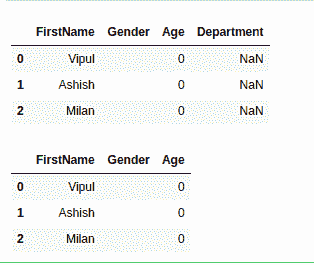 FirstName Gender Age Department
0 Vipul 0 NaN
1 Ashish 0 NaN
2 Milan 0 NaN
FirstName Gender Age
0 Vipul 0
1 Ashish 0
2 Milan 0